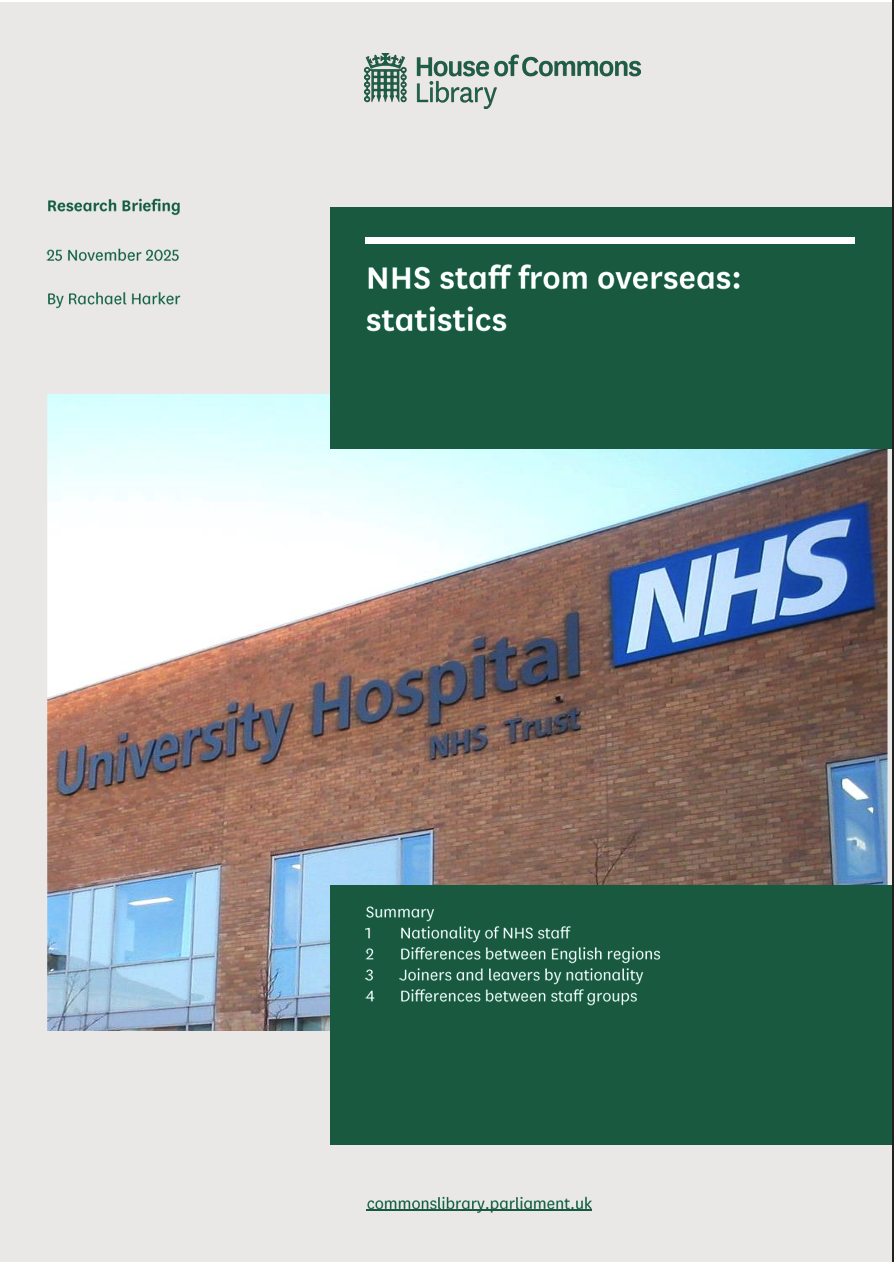 House of Commons
Library
Research Briefing
25 November 2025
By Rachael Harker
NHS staff from overseas:
statistics
NHS
University Hospital
NHS Trust
Summary
1 Nationality of NHS staff
2 Differences between English regions
3 Joiners and leavers by nationality
4 Differences between staff groups
commonslibrary.parliament.uk